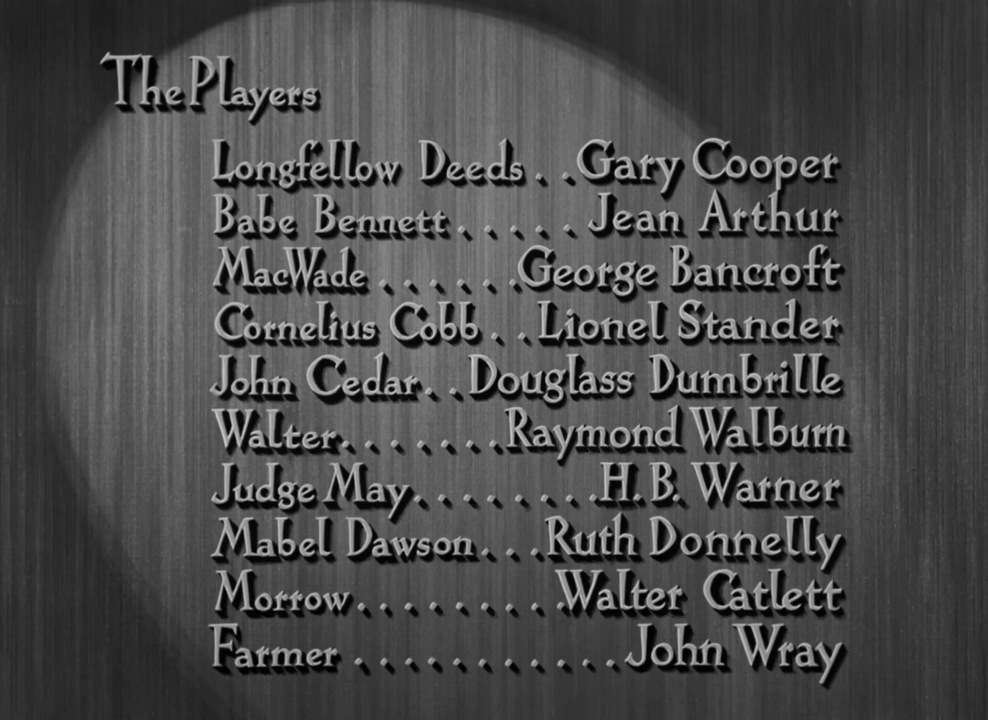 The Players
Longfellow Deeds . . Gary Cooper
Babe Bennett . . . . . Jean Arthur
MacWade . . . . . . George Bancroft
Cornelius Cobb . . Lionel Stander
John Cedar . . Douglass Dumbrille
Walter . . . . . . . Raymond Walburn
Judge May . . . . . . . . H. B. Warner
Mabel Dawson . . . Ruth Donnelly
Morrow . . . . . . . . . Walter Catlett
Farmer . . . . . . . . . . . John Wray